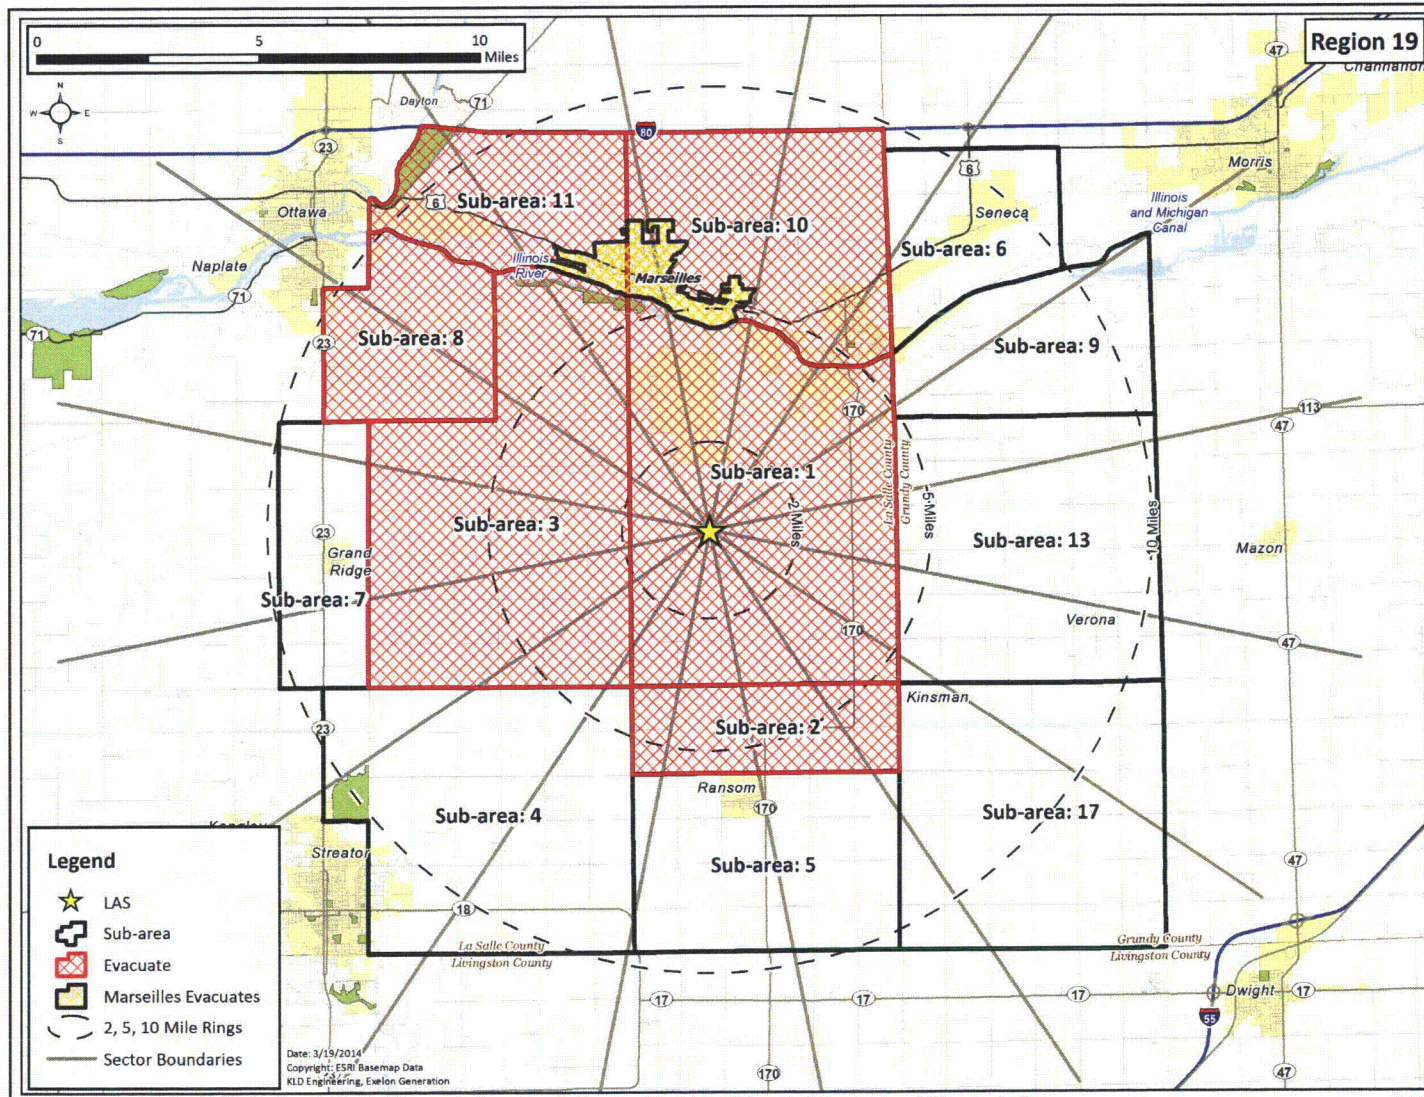 0 5 10
Miles
Region 19
47
Channahon
N
W E
S
Dayton
71
80
23
6
6
Morris
Sub-area: 11
Ottawa
Sub-area: 10
Seneca
Illinois
and Michigan
Canal
Sub-area: 6
Naplate
Illinois
River
Marseilles
71
71
23
Sub-area: 8
Sub-area: 9
170
113
47
La Salle County
Grundy County
Sub-area: 1
5 Miles
2 Miles
10 Miles
23
Sub-area: 3
Sub-area: 13
Mazon
Grand
Ridge
Sub-area: 7
170
Verona
47
Kinsman
23
Sub-area: 2
Ransom
170
Sub-area: 4
Sub-area: 17
Streator
Sub-area: 5
47
Legend
LAS
Sub-area
Evacuate
Marseilles Evacuates
2, 5, 10 Mile Rings
Sector Boundaries
18
La Salle County
Livingston County
Grundy County
Livingston County
17
17
17
Dwight
17
55
Date: 3/19/2014
Copyright: ESRI Basemap Data
KLD Engineering, Exelon Generation
170
47